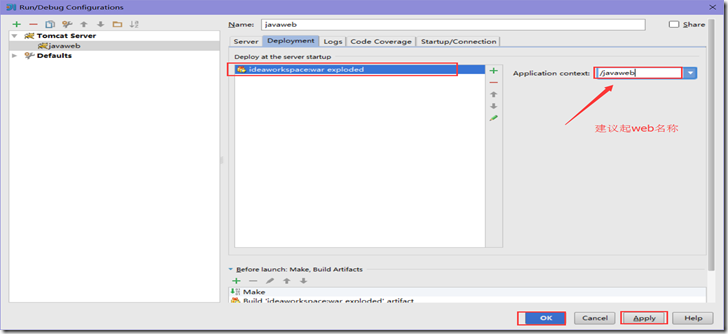 Run/Debug Configurations
Name: javaweb
Share
Tomcat Server
javaweb
Defaults
Server Deployment Logs Code Coverage Startup/Connection
Deploy at the server startup
ideaworkspace:war exploded
Application context: /javaweb
建议起web名称
Before launch: Make, Build Artifacts
Make
Build 'ideaworkspace:war exploded' artifact
OK Cancel Apply Help